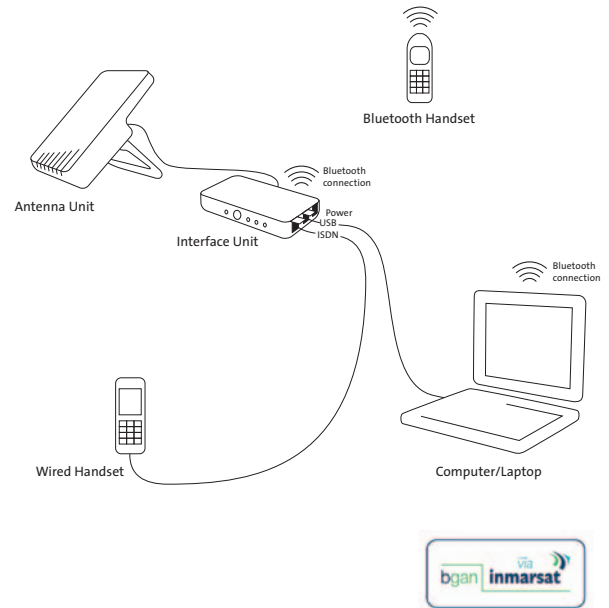 Bluetooth Handset
Antenna Unit
Bluetooth
connection
Interface Unit
Power
USB
ISDN
Bluetooth
connection
Wired Handset
Computer/Laptop
via
bgan inmarsat